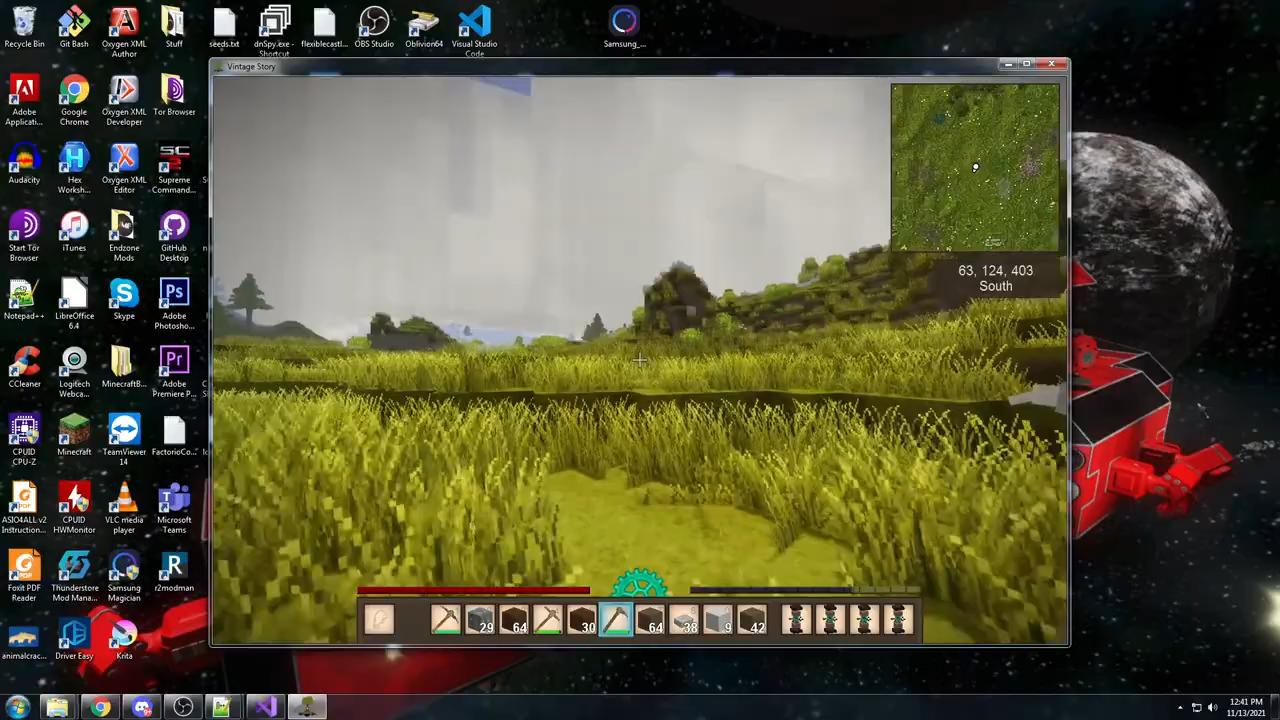 Recycle Bin
Git Bash
Oxygen XML Author
Stuff
seeds.txt
dnSpy.exe - Shortcut
flexiblecastl...
OBS Studio
Oblivion64
Visual Studio Code
Samsung_...
Adobe Applicati...
Google Chrome
Oxygen XML Developer
Tor Browser
Audacity
Hex Worksh...
Oxygen XML Editor
Supreme Command...
Start Tor Browser
iTunes
Endzone Mods
GitHub Desktop
Notepad++
LibreOffice 6.4
Skype
Adobe Photosho...
CCleaner
Logitech Webca...
MinecraftB...
Adobe Premiere P...
CPUID CPU-Z
Minecraft
TeamViewer 14
FactorioCo...
ASIO4ALL v2 Instruction...
CPUID HWMonitor
VLC media player
Microsoft Teams
Foxit PDF Reader
Thunderstore Mod Mana...
Samsung Magician
r2modman
animalcrac...
Driver Easy
Krita
Vintage Story
63, 124, 403
South
29
64
30
64
38
9
42
12:41 PM
11/13/2021